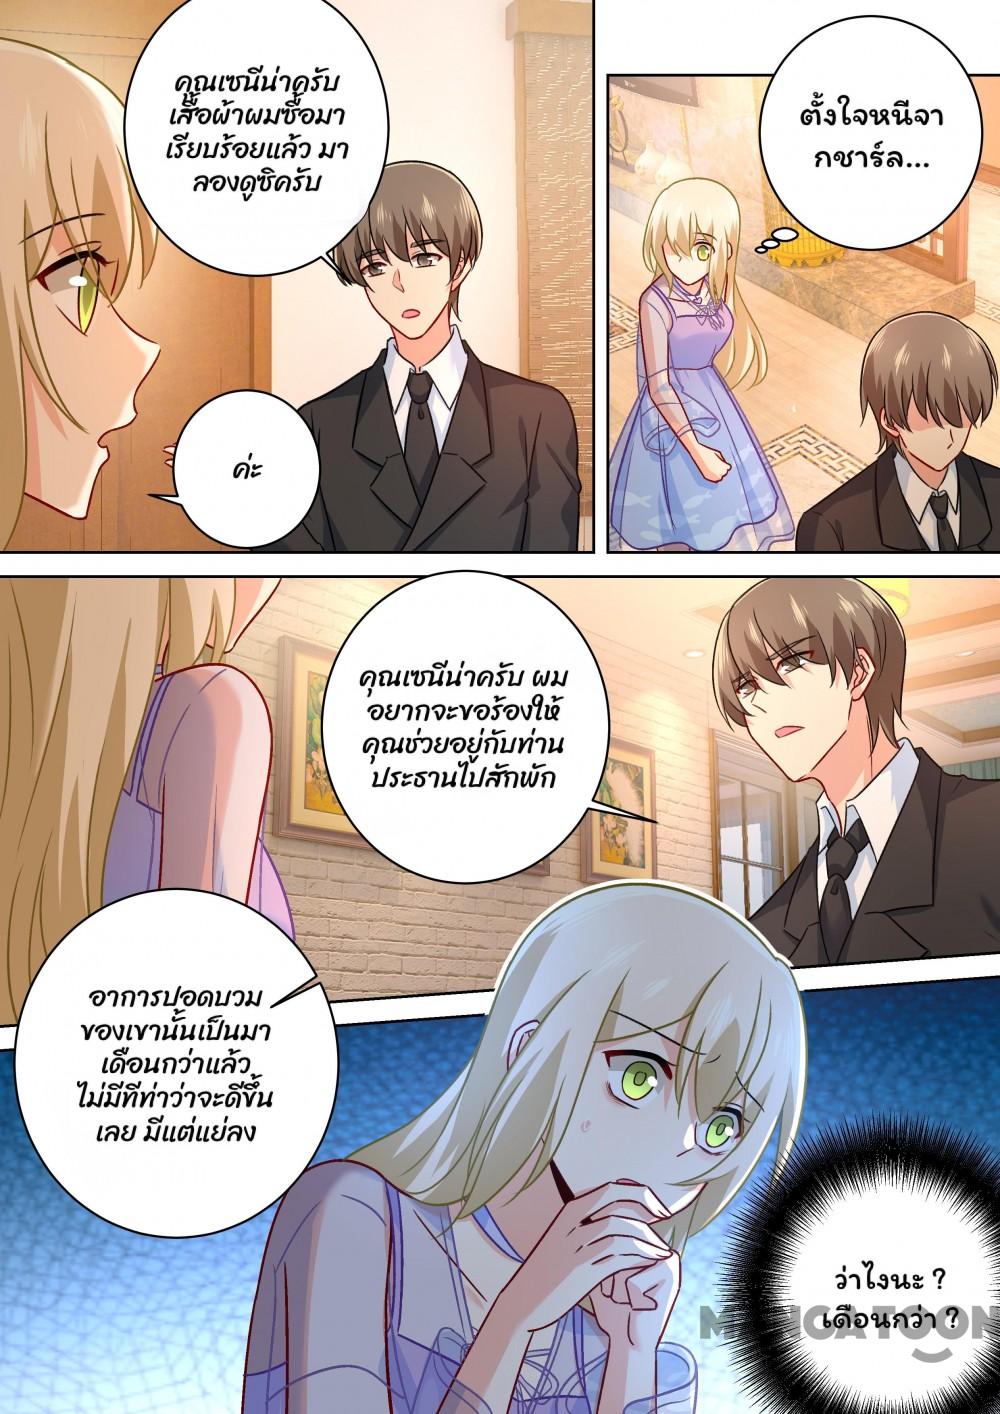 คุณเซนีน่าครับ
เสื้อผ้าผมซื้อมา
เรียบร้อยแล้ว มา
ลองดูซิครับ
ค่ะ
ตั้งใจหนีจา
กชาร์ล...
คุณเซนีน่าครับ ผม
อยากจะขอร้องให้
คุณช่วยอยู่กับท่าน
ประธานไปสักพัก
อาการปอดบวม
ของเขานั้นเป็นมา
เดือนกว่าแล้ว
ไม่มีทีท่าว่าจะดีขึ้น
เลย มีแต่แย่ลง
ว่าไงนะ ?
เดือนกว่า ?
MANGATOON